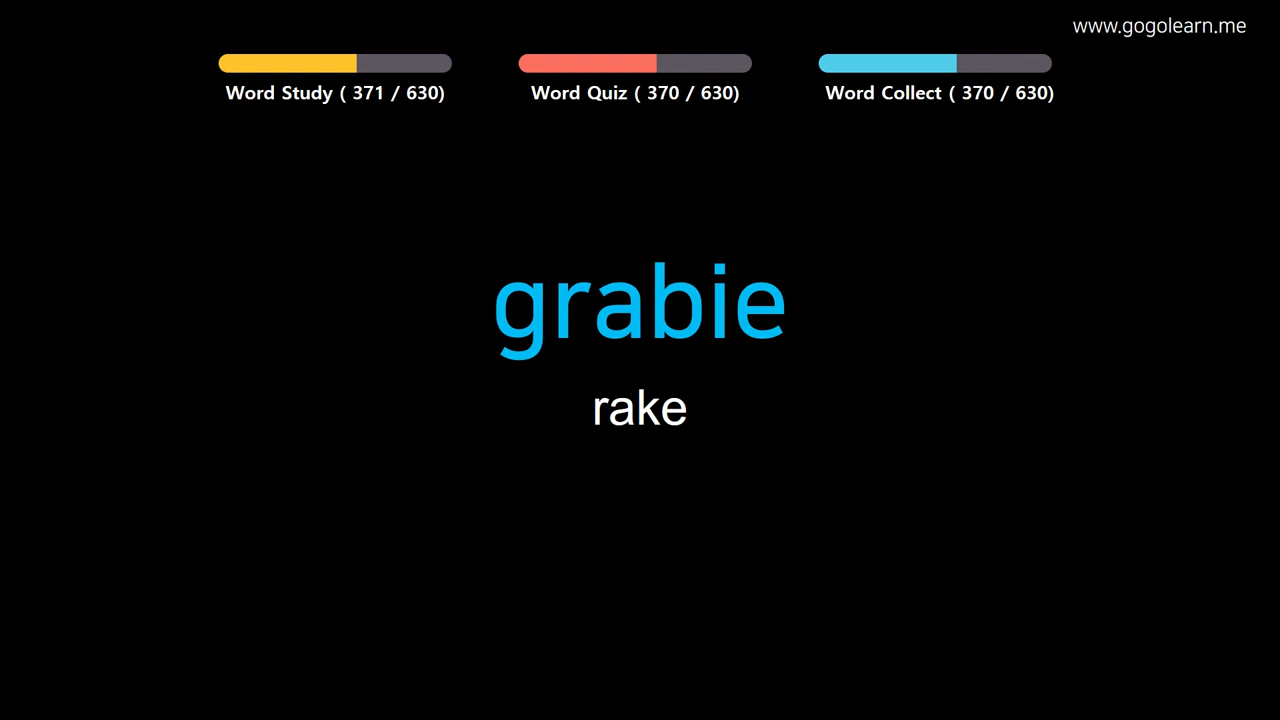 www.gogolearn.me
Word Study ( 371 / 630)
Word Quiz ( 370 / 630)
Word Collect ( 370 / 630)
grabie
rake